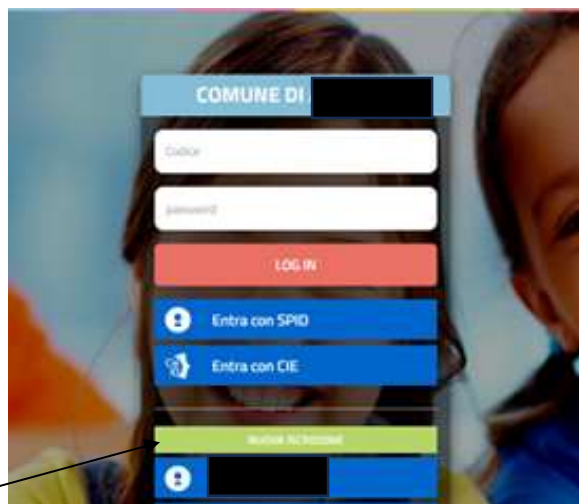 COMUNE DI
Codice
password
LOG IN
Entra con SPID
Entra con CIE
NUOVA ISCRIZIONE